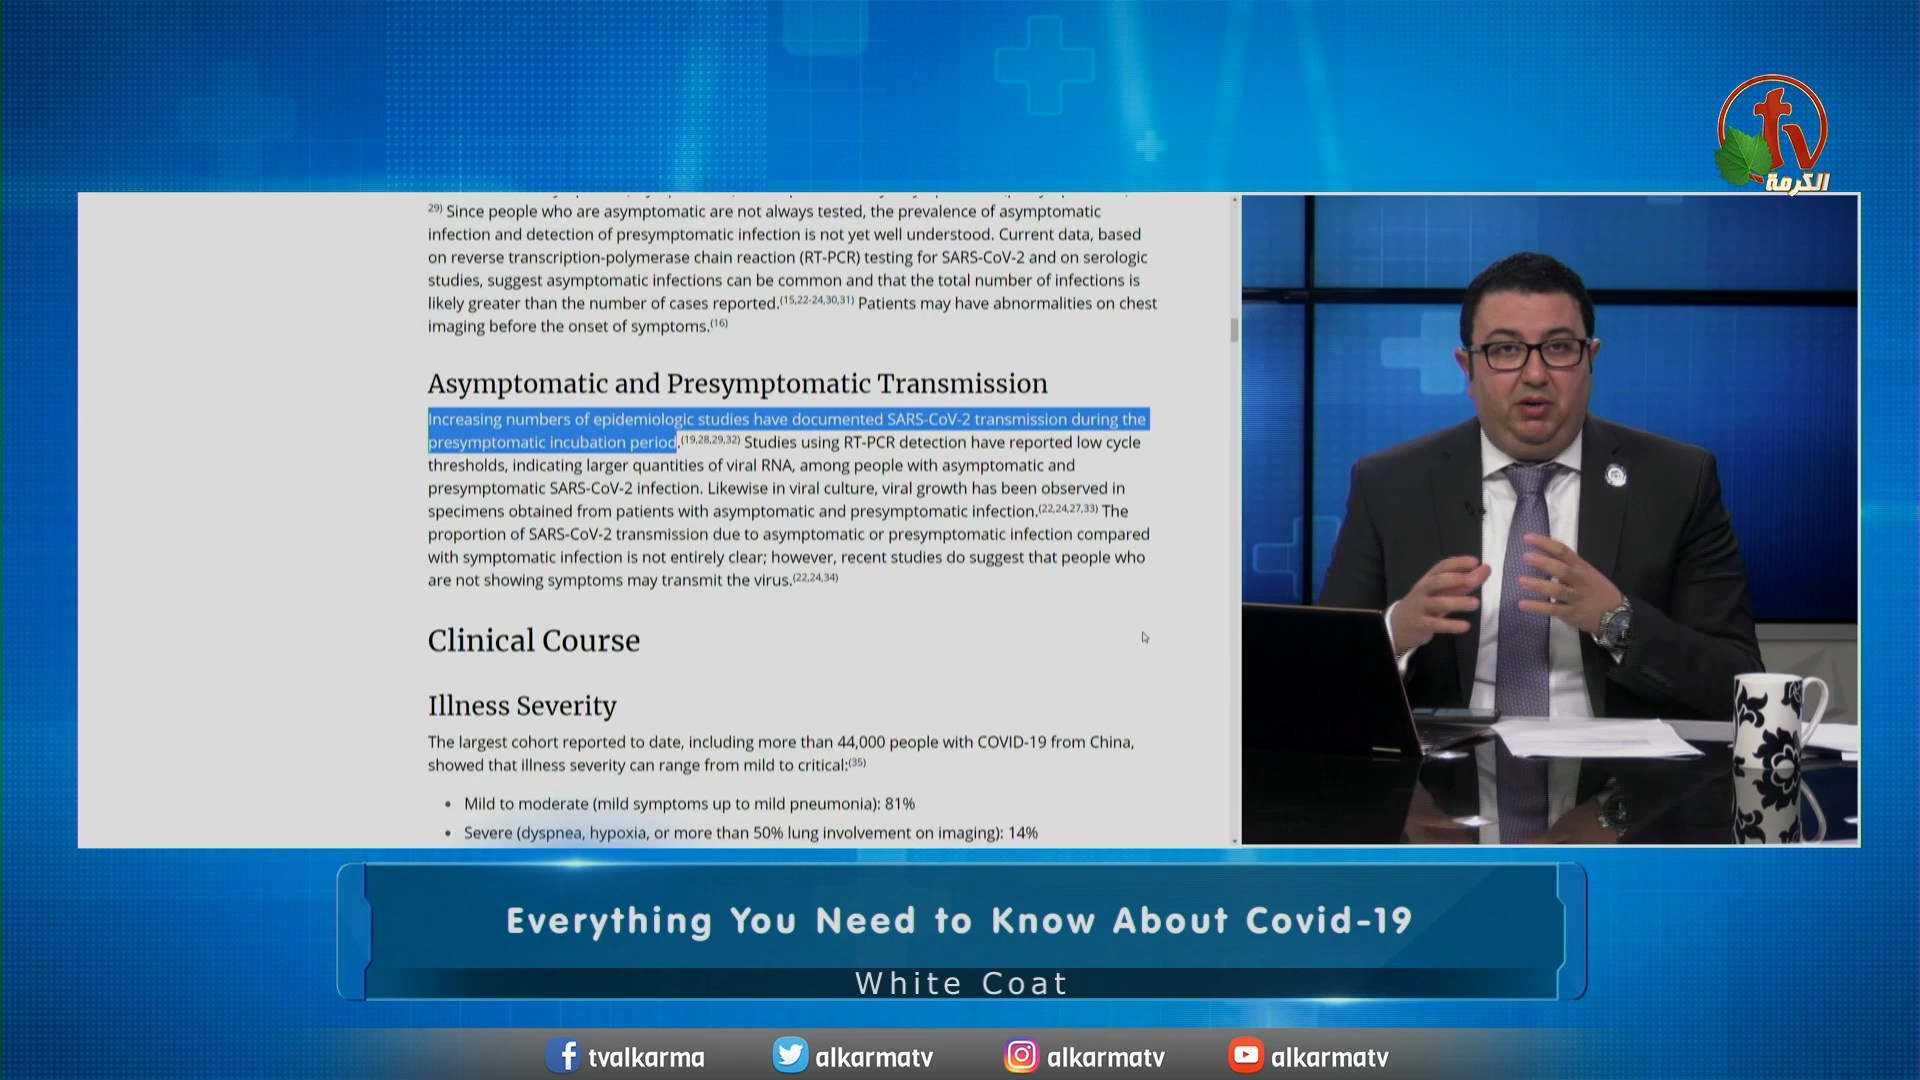 tv
الكرمة
29) Since people who are asymptomatic are not always tested, the prevalence of asymptomatic
infection and detection of presymptomatic infection is not yet well understood. Current data, based
on reverse transcription-polymerase chain reaction (RT-PCR) testing for SARS-CoV-2 and on serologic
studies, suggest asymptomatic infections can be common and that the total number of infections is
likely greater than the number of cases reported.(15,22-24,30,31) Patients may have abnormalities on chest
imaging before the onset of symptoms.(16)
Asymptomatic and Presymptomatic Transmission
Increasing numbers of epidemiologic studies have documented SARS-CoV-2 transmission during the
presymptomatic incubation period.(19,28,29,32) Studies using RT-PCR detection have reported low cycle
thresholds, indicating larger quantities of viral RNA, among people with asymptomatic and
presymptomatic SARS-CoV-2 infection. Likewise in viral culture, viral growth has been observed in
specimens obtained from patients with asymptomatic and presymptomatic infection.(22,24,27,33) The
proportion of SARS-CoV-2 transmission due to asymptomatic or presymptomatic infection compared
with symptomatic infection is not entirely clear; however, recent studies do suggest that people who
are not showing symptoms may transmit the virus.(22,24,34)
Clinical Course
Illness Severity
The largest cohort reported to date, including more than 44,000 people with COVID-19 from China,
showed that illness severity can range from mild to critical:(35)
• Mild to moderate (mild symptoms up to mild pneumonia): 81%
• Severe (dyspnea, hypoxia, or more than 50% lung involvement on imaging): 14%
Everything You Need to Know About Covid-19
White Coat
tvalkarma alkarmatv alkarmatv alkarmatv